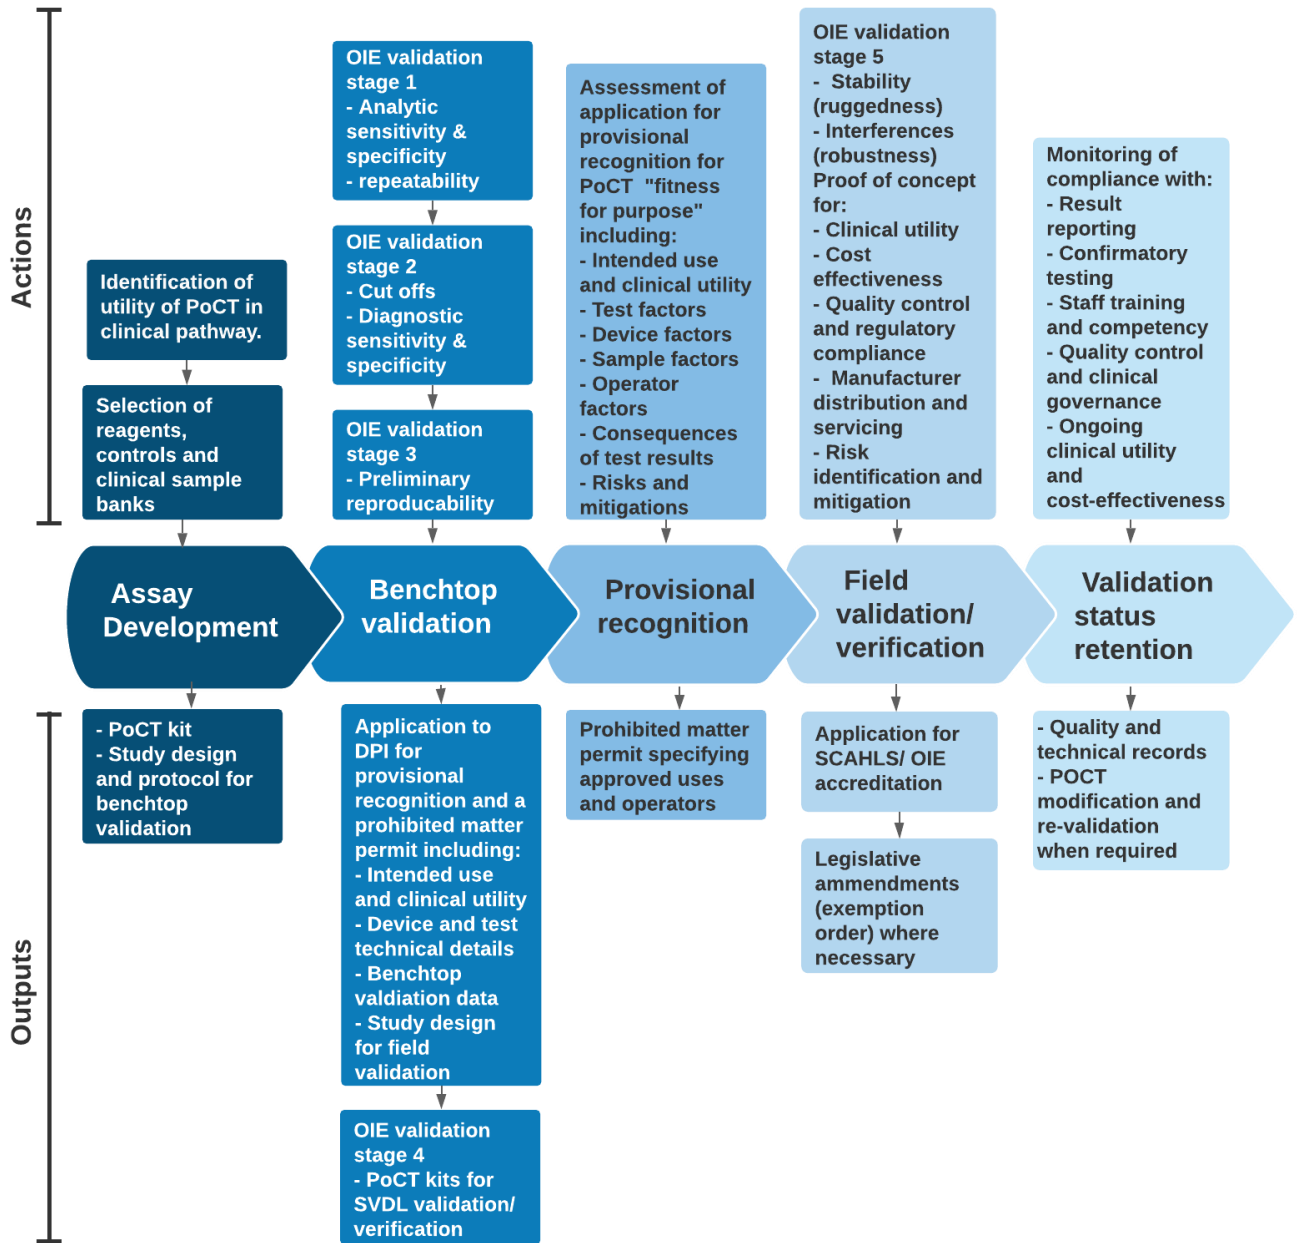 Actions
Identification of
utility of PoCT in
clinical pathway.
Selection of
reagents,
controls and
clinical sample
banks
OIE validation
stage 1
- Analytic
sensitivity &
specificity
- repeatability
OIE validation
stage 2
- Cut offs
- Diagnostic
sensitivity &
specificity
OIE validation
stage 3
- Preliminary
reproducability
Assessment of
application for
provisional
recognition for
PoCT "fitness
for purpose"
including:
- Intended use
and clinical utility
- Test factors
- Device factors
- Sample factors
- Operator
factors
- Consequences
of test results
- Risks and
mitigations
OIE validation
stage 5
- Stability
(ruggedness)
- Interferences
(robustness)
Proof of concept
for:
- Clinical utility
- Cost
effectiveness
- Quality control
and regulatory
compliance
- Manufacturer
distribution and
servicing
- Risk
identification and
mitigation
Monitoring of
compliance with:
- Result
reporting
- Confirmatory
testing
- Staff training
and competency
- Quality control
and clinical
governance
- Ongoing
clinical utility
and
cost-effectiveness
Assay
Development
Benchtop
validation
Provisional
recognition
Field
validation/
verification
Validation
status
retention
Outputs
- PoCT kit
- Study design
and protocol for
benchtop
validation
Application to
DPI for
provisional
recognition and a
prohibited matter
permit including:
- Intended use
and clinical utility
- Device and test
technical details
- Benchtop
valdiation data
- Study design
for field
validation
OIE validation
stage 4
- PoCT kits for
SVDL validation/
verification
Prohibited matter
permit specifying
approved uses
and operators
Application for
SCAHLS/ OIE
accreditation
Legislative
ammendments
(exemption
order) where
necessary
- Quality and
technical records
- POCT
modification and
re-validation
when required